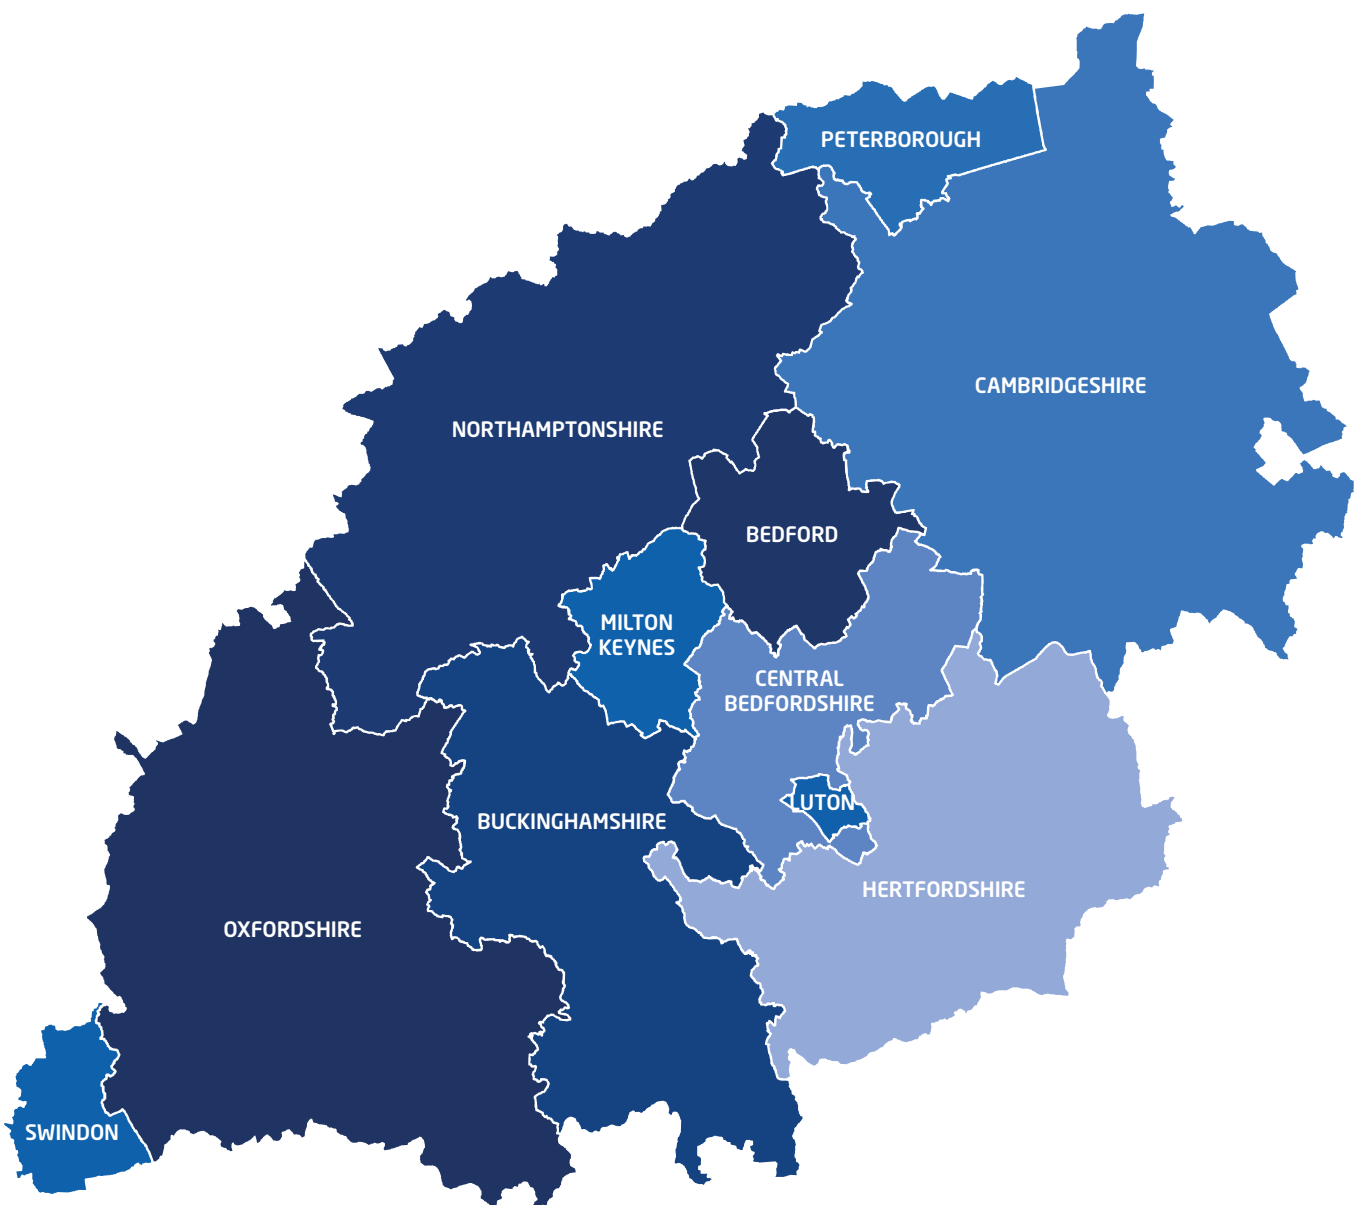 PETERBOROUGH
CAMBRIDGESHIRE
NORTHAMPTONSHIRE
BEDFORD
MILTON
KEYNES
CENTRAL
BEDFORDSHIRE
LUTON
BUCKINGHAMSHIRE
HERTFORDSHIRE
OXFORDSHIRE
SWINDON